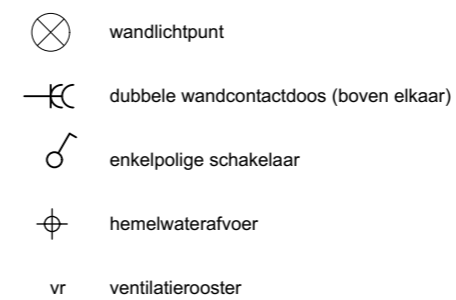 wandlichtpunt
dubbele wandcontactdoos (boven elkaar)
enkelpolige schakelaar
hemelwaterafvoer
vr ventilatierooster